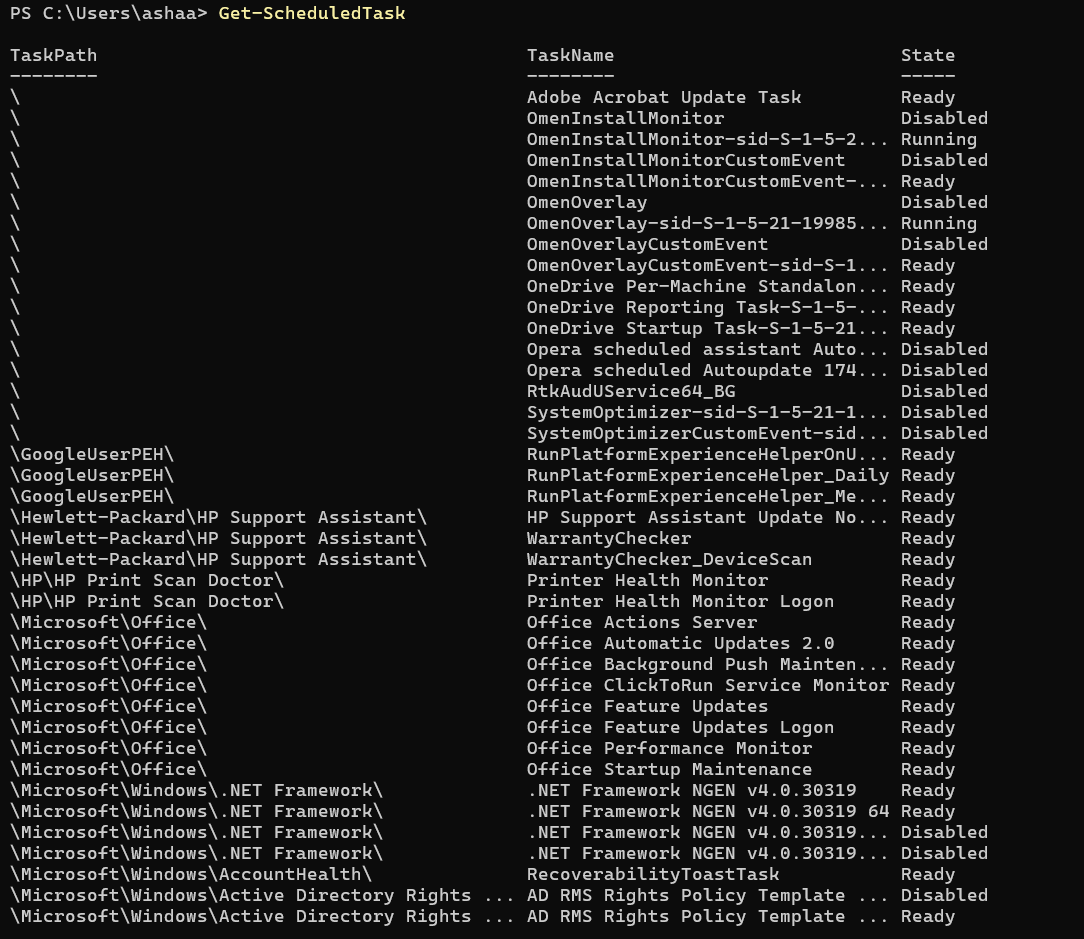 PS C:\Users\ashaa> Get-ScheduledTask
TaskPath TaskName State
-------- -------- -----
\ Adobe Acrobat Update Task Ready
\ OmenInstallMonitor Disabled
\ OmenInstallMonitor-sid-S-1-5-2... Running
\ OmenInstallMonitorCustomEvent Disabled
\ OmenInstallMonitorCustomEvent-... Ready
\ OmenOverlay Disabled
\ OmenOverlay-sid-S-1-5-21-19985... Running
\ OmenOverlayCustomEvent Disabled
\ OmenOverlayCustomEvent-sid-S-1... Ready
\ OneDrive Per-Machine Standalon... Ready
\ OneDrive Reporting Task-S-1-5-... Ready
\ OneDrive Startup Task-S-1-5-21... Ready
\ Opera scheduled assistant Auto... Disabled
\ Opera scheduled Autoupdate 174... Disabled
\ RtkAudUService64_BG Disabled
\ SystemOptimizer-sid-S-1-5-21-1... Disabled
\ SystemOptimizerCustomEvent-sid... Disabled
\GoogleUserPEH\ RunPlatformExperienceHelperOnU... Ready
\GoogleUserPEH\ RunPlatformExperienceHelper_Daily Ready
\GoogleUserPEH\ RunPlatformExperienceHelper_Me... Ready
\Hewlett-Packard\HP Support Assistant\ HP Support Assistant Update No... Ready
\Hewlett-Packard\HP Support Assistant\ WarrantyChecker Ready
\Hewlett-Packard\HP Support Assistant\ WarrantyChecker_DeviceScan Ready
\HP\HP Print Scan Doctor\ Printer Health Monitor Ready
\HP\HP Print Scan Doctor\ Printer Health Monitor Logon Ready
\Microsoft\Office\ Office Actions Server Ready
\Microsoft\Office\ Office Automatic Updates 2.0 Ready
\Microsoft\Office\ Office Background Push Mainten... Ready
\Microsoft\Office\ Office ClickToRun Service Monitor Ready
\Microsoft\Office\ Office Feature Updates Ready
\Microsoft\Office\ Office Feature Updates Logon Ready
\Microsoft\Office\ Office Performance Monitor Ready
\Microsoft\Office\ Office Startup Maintenance Ready
\Microsoft\Windows\.NET Framework\ .NET Framework NGEN v4.0.30319 Ready
\Microsoft\Windows\.NET Framework\ .NET Framework NGEN v4.0.30319 64 Ready
\Microsoft\Windows\.NET Framework\ .NET Framework NGEN v4.0.30319... Disabled
\Microsoft\Windows\.NET Framework\ .NET Framework NGEN v4.0.30319... Disabled
\Microsoft\Windows\AccountHealth\ RecoverabilityToastTask Ready
\Microsoft\Windows\Active Directory Rights ... AD RMS Rights Policy Template ... Disabled
\Microsoft\Windows\Active Directory Rights ... AD RMS Rights Policy Template ... Ready